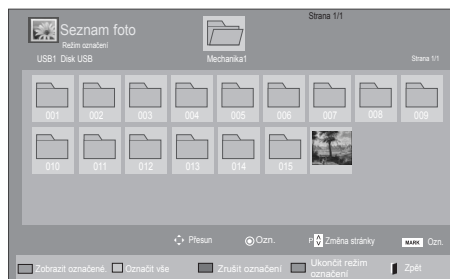 Strana 1/1
Seznam foto
Režim označení
USB1 Disk USB
Mechanika1
Strana 1/1
001 002 003 004 005 006 007 008 009
010 011 012 013 014 015
Přesun
Ozn.
P
Změna stránky
MARK Ozn.
Zobrazit označené.
Označit vše
Zrušit označení
Ukončit režim
označení
Zpět